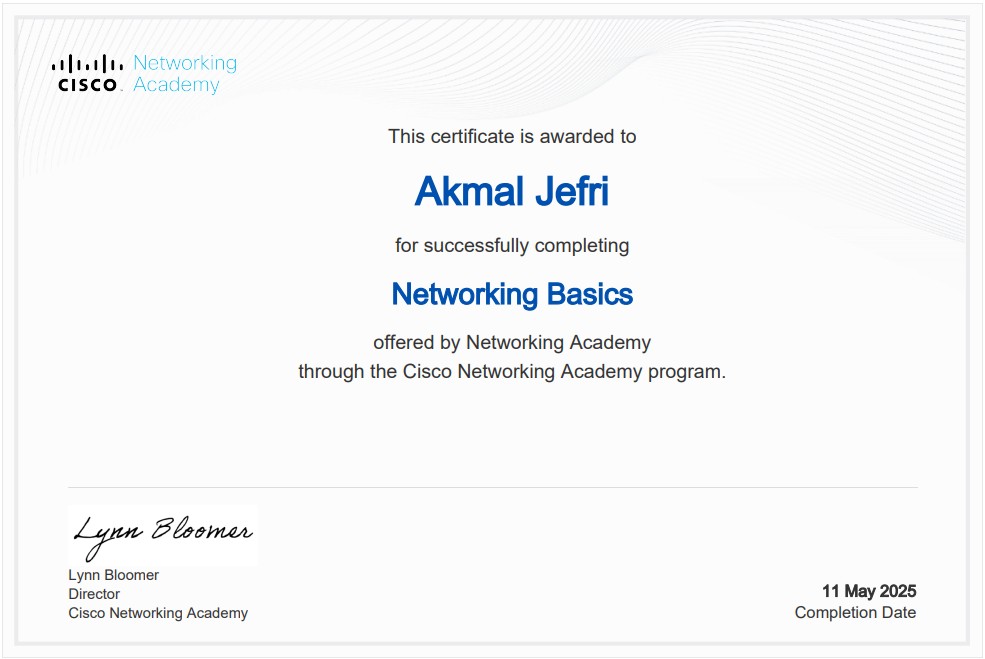 Networking
CISCO. Academy
This certificate is awarded to
Akmal Jefri
for successfully completing
Networking Basics
offered by Networking Academy
through the Cisco Networking Academy program.
Lynn Bloomer
Lynn Bloomer
Director
Cisco Networking Academy
11 May 2025
Completion Date